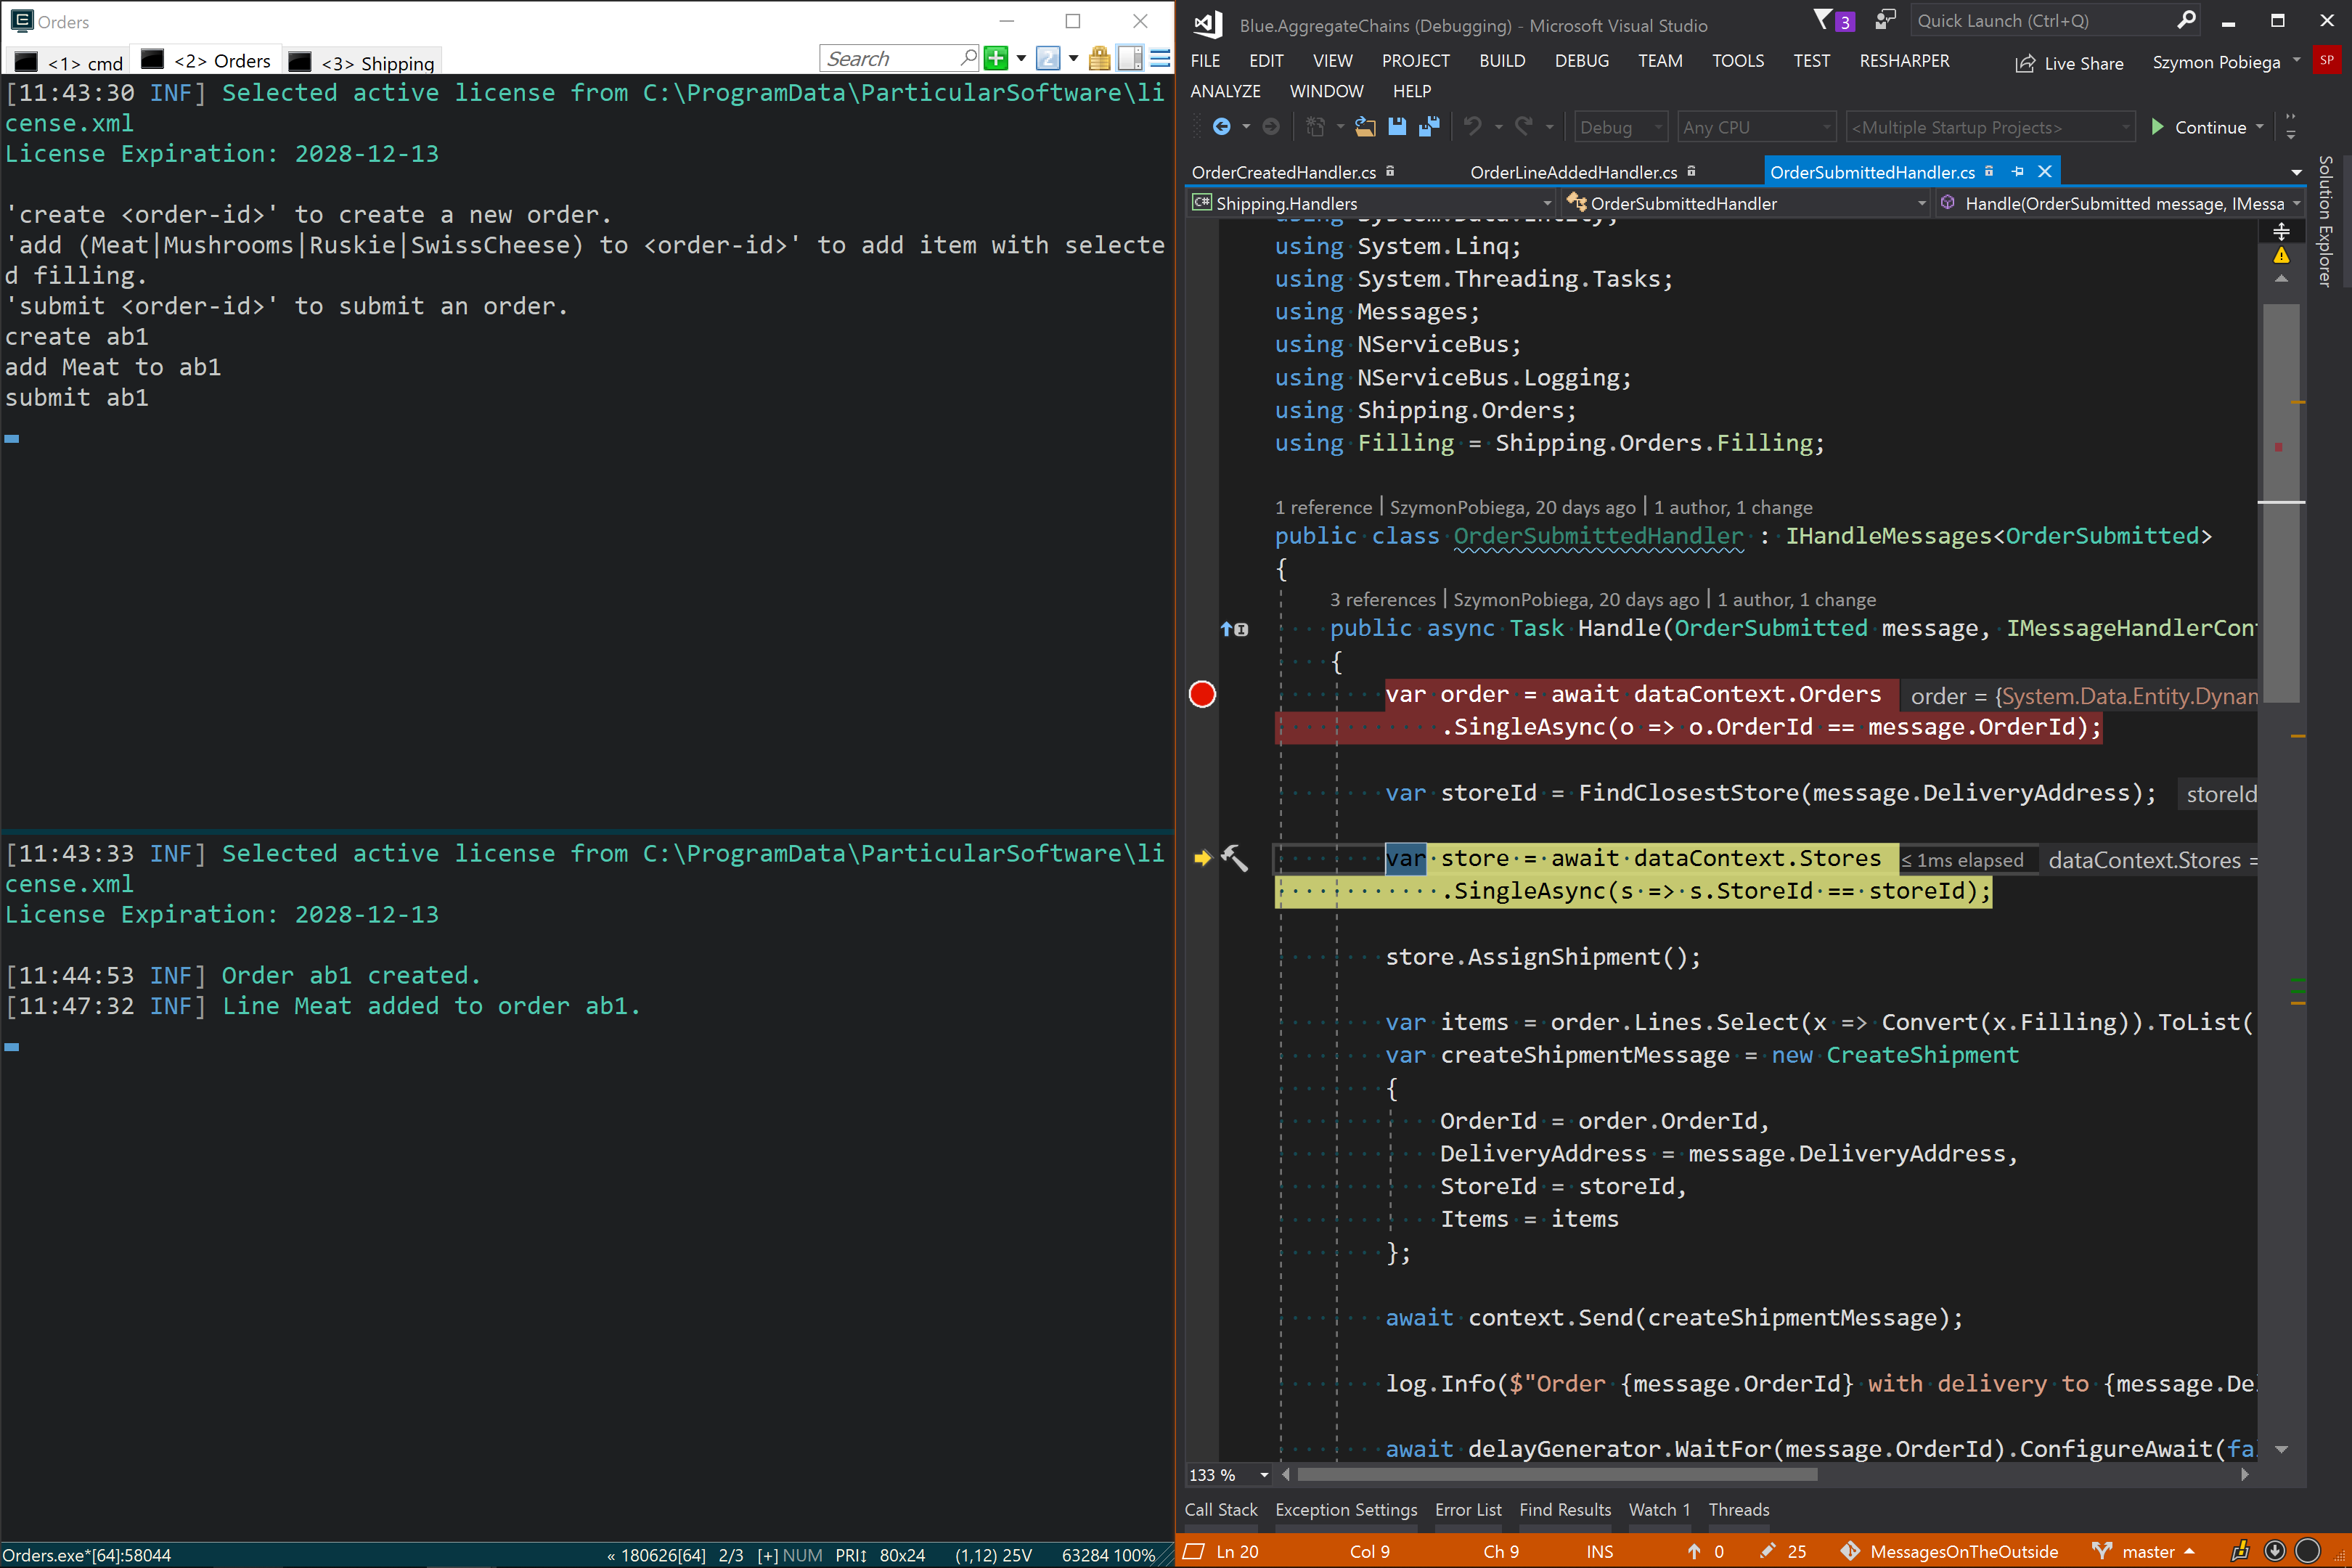 Orders
<1> cmd
<2> Orders
<3> Shipping
Search
2
[11:43:30 INF] Selected active license from C:\ProgramData\ParticularSoftware\li
cense.xml
License Expiration: 2028-12-13
'create <order-id>' to create a new order.
'add (Meat|Mushrooms|Ruskie|SwissCheese) to <order-id>' to add item with selecte
d filling.
'submit <order-id>' to submit an order.
create ab1
add Meat to ab1
submit ab1
[11:43:33 INF] Selected active license from C:\ProgramData\ParticularSoftware\li
cense.xml
License Expiration: 2028-12-13
[11:44:53 INF] Order ab1 created.
[11:47:32 INF] Line Meat added to order ab1.
Orders.exe*[64]:58044
« 180626[64] 2/3 [+] NUM PRI↕ 80x24 (1,12) 25V 63284 100%
Blue.AggregateChains (Debugging) - Microsoft Visual Studio
3
Quick Launch (Ctrl+Q)
FILE EDIT VIEW PROJECT BUILD DEBUG TEAM TOOLS TEST RESHARPER
Live Share
Szymon Pobiega
SP
ANALYZE WINDOW HELP
Debug
Any CPU
<Multiple Startup Projects>
Continue
OrderCreatedHandler.cs
OrderLineAddedHandler.cs
OrderSubmittedHandler.cs
Solution Explorer
C# Shipping.Handlers
OrderSubmittedHandler
Handle(OrderSubmitted message, IMessa
using System.Data.Entity;
using System.Linq;
using System.Threading.Tasks;
using Messages;
using NServiceBus;
using NServiceBus.Logging;
using Shipping.Orders;
using Filling = Shipping.Orders.Filling;
1 reference | SzymonPobiega, 20 days ago | 1 author, 1 change
public class OrderSubmittedHandler : IHandleMessages<OrderSubmitted>
{
3 references | SzymonPobiega, 20 days ago | 1 author, 1 change
public async Task Handle(OrderSubmitted message, IMessageHandlerCon
{
var order = await dataContext.Orders order = {System.Data.Entity.Dynam
.SingleAsync(o => o.OrderId == message.OrderId);
var storeId = FindClosestStore(message.DeliveryAddress); storeId
var store = await dataContext.Stores ≤ 1ms elapsed dataContext.Stores =
.SingleAsync(s => s.StoreId == storeId);
store.AssignShipment();
var items = order.Lines.Select(x => Convert(x.Filling)).ToList(
var createShipmentMessage = new CreateShipment
{
OrderId = order.OrderId,
DeliveryAddress = message.DeliveryAddress,
StoreId = storeId,
Items = items
};
await context.Send(createShipmentMessage);
log.Info($"Order {message.OrderId} with delivery to {message.De
await delayGenerator.WaitFor(message.OrderId).ConfigureAwait(fa
133 %
Call Stack Exception Settings Error List Find Results Watch 1 Threads
Ln 20 Col 9 Ch 9 INS 0 25 MessagesOnTheOutside master